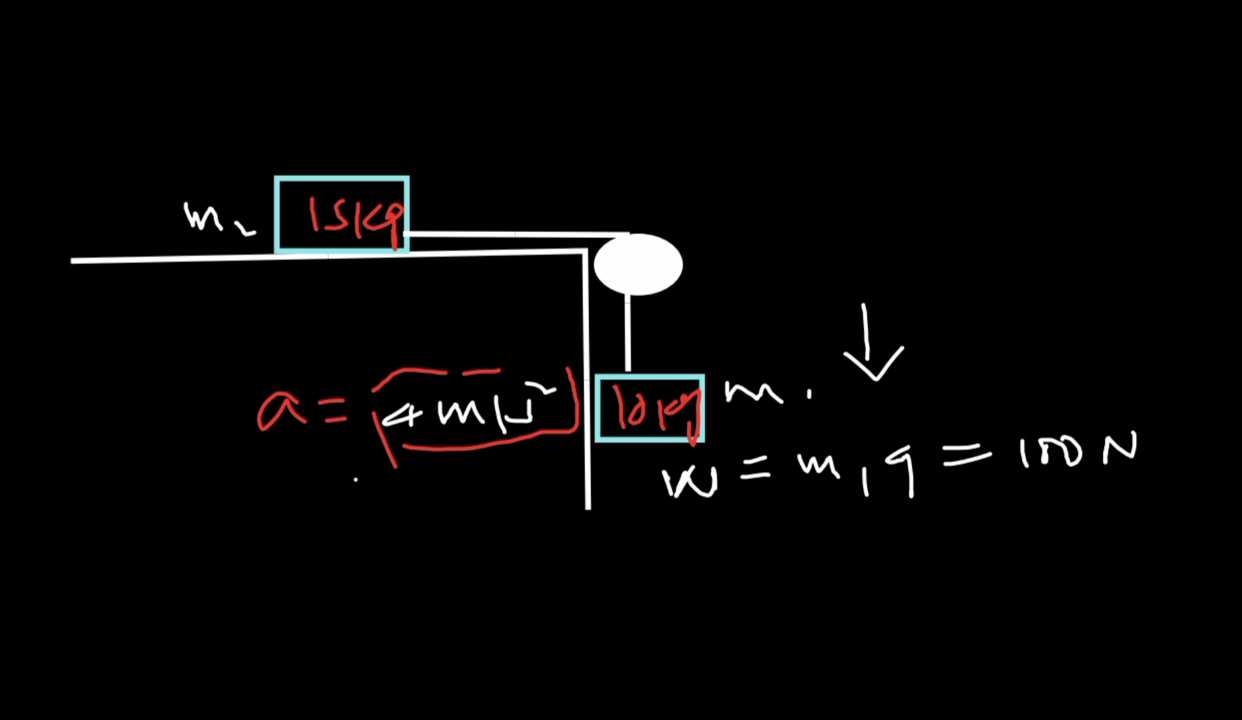 m₂ 15kg
a = 4 m/s² 10kg m₁
W = m₁g = 100 N